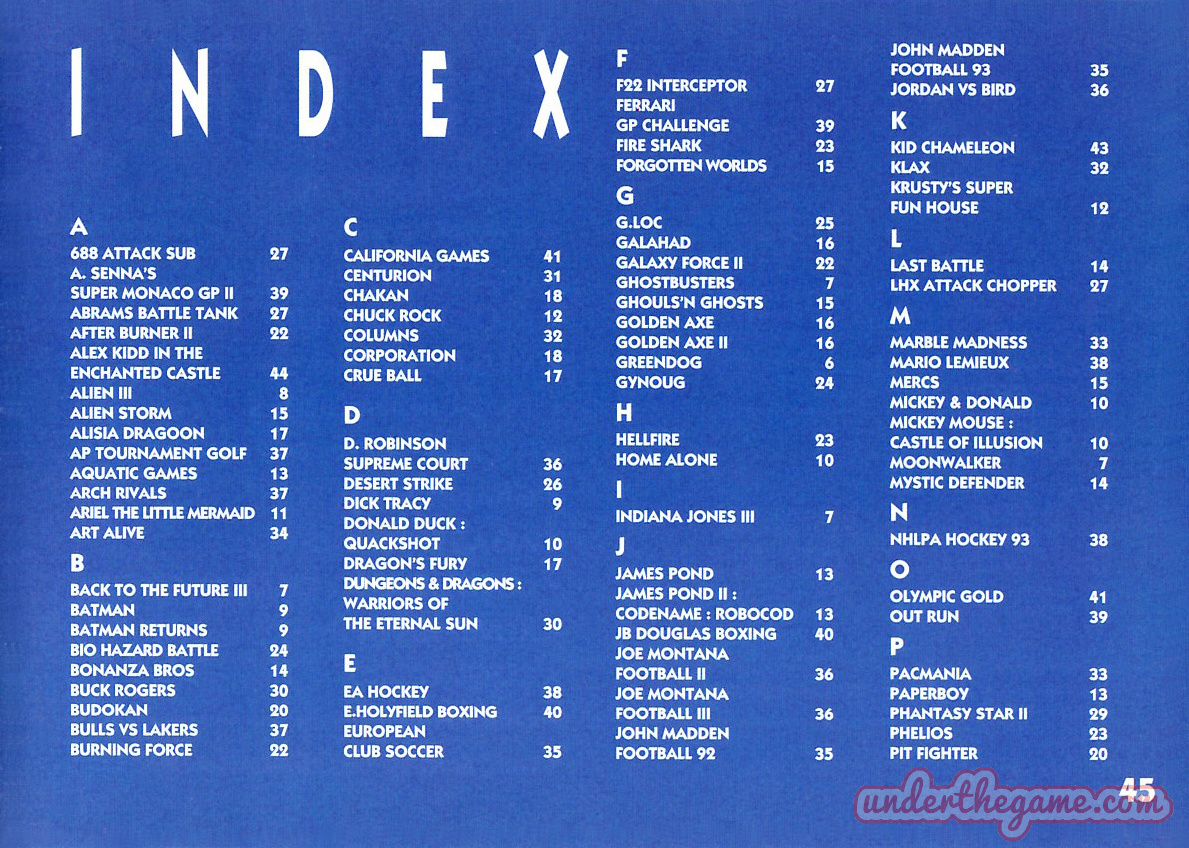 INDEX
A
688 ATTACK SUB 27
A. SENNA'S
SUPER MONACO GP II 39
ABRAMS BATTLE TANK 27
AFTER BURNER II 22
ALEX KIDD IN THE
ENCHANTED CASTLE 44
ALIEN III 8
ALIEN STORM 15
ALISIA DRAGOON 17
AP TOURNAMENT GOLF 37
AQUATIC GAMES 13
ARCH RIVALS 37
ARIEL THE LITTLE MERMAID 11
ART ALIVE 34
B
BACK TO THE FUTURE III 7
BATMAN 9
BATMAN RETURNS 9
BIO HAZARD BATTLE 24
BONANZA BROS 14
BUCK ROGERS 30
BUDOKAN 20
BULLS VS LAKERS 37
BURNING FORCE 22
C
CALIFORNIA GAMES 41
CENTURION 31
CHAKAN 18
CHUCK ROCK 12
COLUMNS 32
CORPORATION 18
CRUE BALL 17
D
D. ROBINSON
SUPREME COURT 36
DESERT STRIKE 26
DICK TRACY 9
DONALD DUCK :
QUACKSHOT 10
DRAGON'S FURY 17
DUNGEONS & DRAGONS :
WARRIORS OF
THE ETERNAL SUN 30
E
EA HOCKEY 38
E.HOLYFIELD BOXING 40
EUROPEAN
CLUB SOCCER 35
F
F22 INTERCEPTOR 27
FERRARI
GP CHALLENGE 39
FIRE SHARK 23
FORGOTTEN WORLDS 15
G
G.LOC 25
GALAHAD 16
GALAXY FORCE II 22
GHOSTBUSTERS 7
GHOULS'N GHOSTS 15
GOLDEN AXE 16
GOLDEN AXE II 16
GREENDOG 6
GYNOUG 24
H
HELLFIRE 23
HOME ALONE 10
I
INDIANA JONES III 7
J
JAMES POND 13
JAMES POND II :
CODENAME : ROBOCOD 13
JB DOUGLAS BOXING 40
JOE MONTANA
FOOTBALL II 36
JOE MONTANA
FOOTBALL III 36
JOHN MADDEN
FOOTBALL 92 35
JOHN MADDEN
FOOTBALL 93 35
JORDAN VS BIRD 36
K
KID CHAMELEON 43
KLAX 32
KRUSTY'S SUPER
FUN HOUSE 12
L
LAST BATTLE 14
LHX ATTACK CHOPPER 27
M
MARBLE MADNESS 33
MARIO LEMIEUX 38
MERCS 15
MICKEY & DONALD 10
MICKEY MOUSE :
CASTLE OF ILLUSION 10
MOONWALKER 7
MYSTIC DEFENDER 14
N
NHLPA HOCKEY 93 38
O
OLYMPIC GOLD 41
OUT RUN 39
P
PACMANIA 33
PAPERBOY 13
PHANTASY STAR II 29
PHELIOS 23
PIT FIGHTER 20
45
underthegame.com